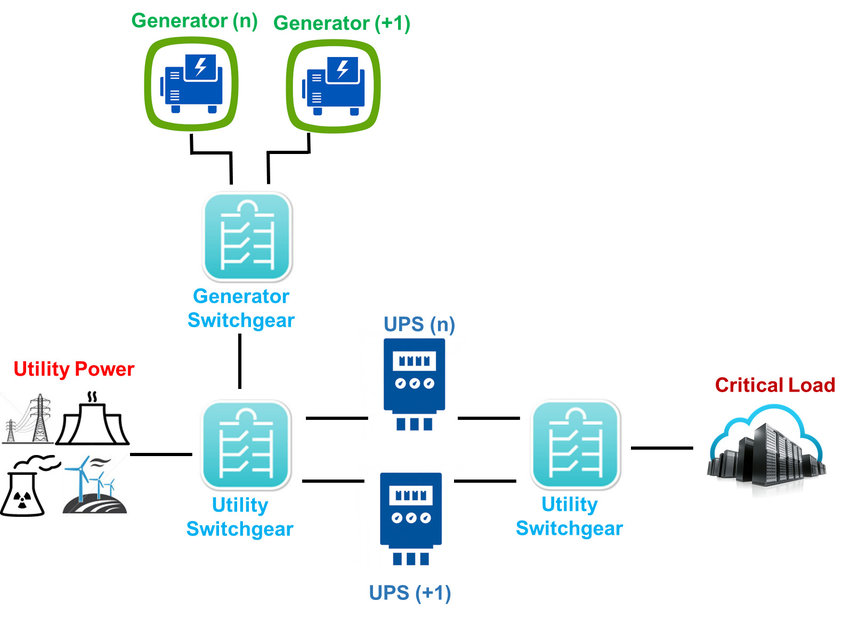 Generator (n)
Generator (+1)
Generator
Switchgear
UPS (n)
Utility Power
Critical Load
Utility
Switchgear
Utility
Switchgear
UPS (+1)